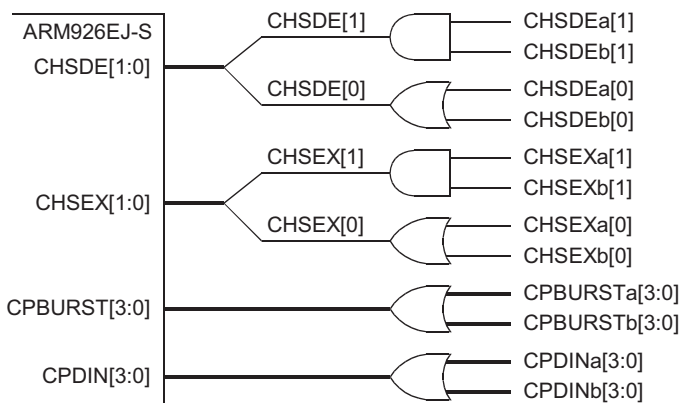 ARM926EJ-S
CHSDE[1:0]
CHSDE[1]
CHSDEa[1]
CHSDEb[1]
CHSDE[0]
CHSDEa[0]
CHSDEb[0]
CHSEX[1:0]
CHSEX[1]
CHSEXa[1]
CHSEXb[1]
CHSEX[0]
CHSEXa[0]
CHSEXb[0]
CPBURST[3:0]
CPBURSTa[3:0]
CPBURSTb[3:0]
CPDIN[3:0]
CPDINa[3:0]
CPDINb[3:0]